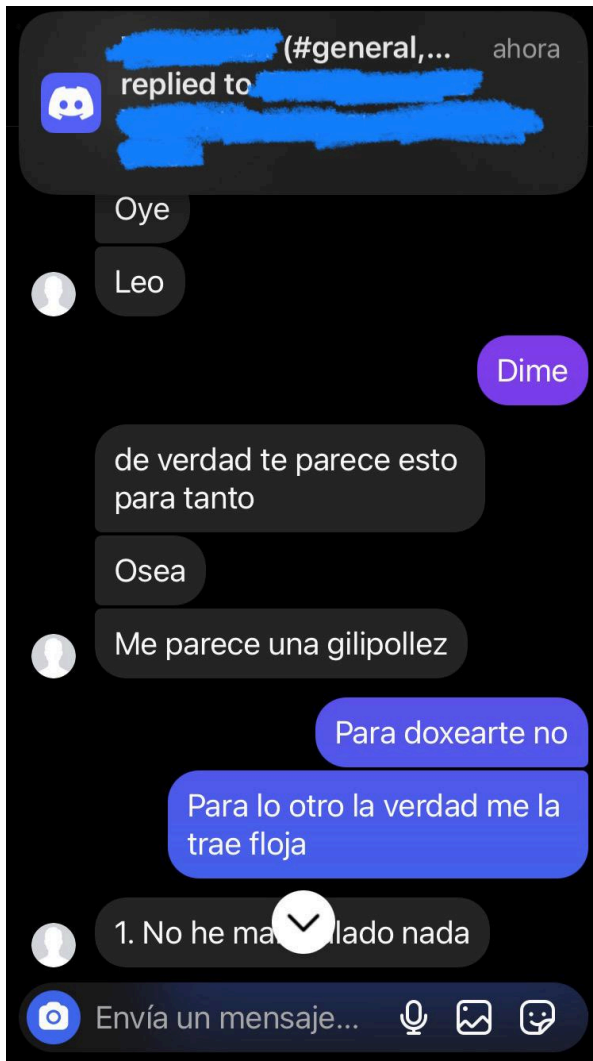 (#general,... ahora
replied to
Oye
Leo
Dime
de verdad te parece esto
para tanto
Osea
Me parece una gilipollez
Para doxearte no
Para lo otro la verdad me la
trae floja
1. No he nada
Envía un mensaje...